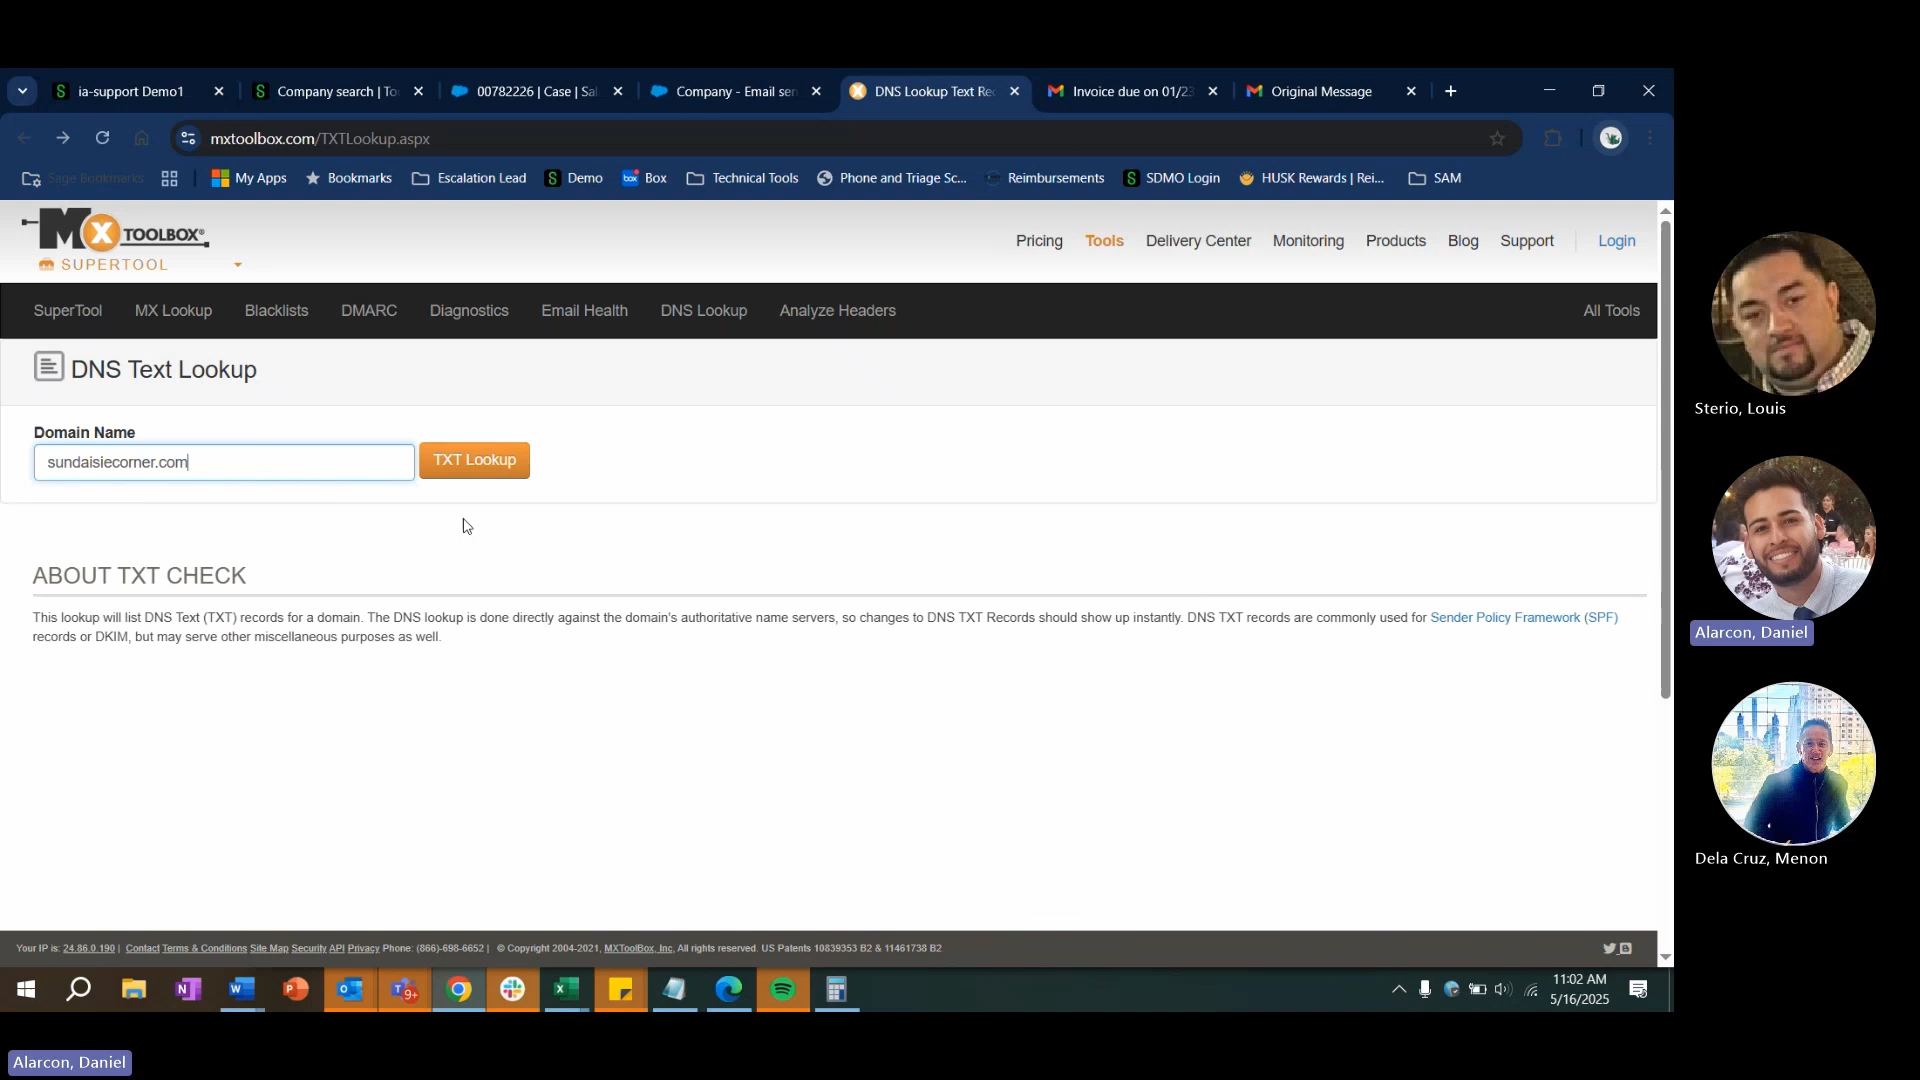 ia-support Demo1
Company search | To
00782226 | Case | Sal
Company - Email sen
DNS Lookup Text Rec
Invoice due on 01/23
Original Message
mxtoolbox.com/TXTLookup.aspx
Sage Bookmarks
My Apps
Bookmarks
Escalation Lead
Demo
box
Box
Technical Tools
Phone and Triage Sc...
Reimbursements
SDMO Login
HUSK Rewards | Rei...
SAM
MX TOOLBOX®
SUPERTOOL
Pricing
Tools
Delivery Center
Monitoring
Products
Blog
Support
Login
SuperTool
MX Lookup
Blacklists
DMARC
Diagnostics
Email Health
DNS Lookup
Analyze Headers
All Tools
DNS Text Lookup
Domain Name
sundaisiecorner.com
TXT Lookup
ABOUT TXT CHECK
This lookup will list DNS Text (TXT) records for a domain. The DNS lookup is done directly against the domain's authoritative name servers, so changes to DNS TXT Records should show up instantly. DNS TXT records are commonly used for Sender Policy Framework (SPF)
records or DKIM, but may serve other miscellaneous purposes as well.
Your IP is: 24.86.0.190 | Contact Terms & Conditions Site Map Security API Privacy Phone: (866)-698-6652 | © Copyright 2004-2021, MXToolBox, Inc, All rights reserved. US Patents 10839353 B2 & 11461738 B2
9+
11:02 AM
5/16/2025
Sterio, Louis
Alarcon, Daniel
Dela Cruz, Menon
Alarcon, Daniel